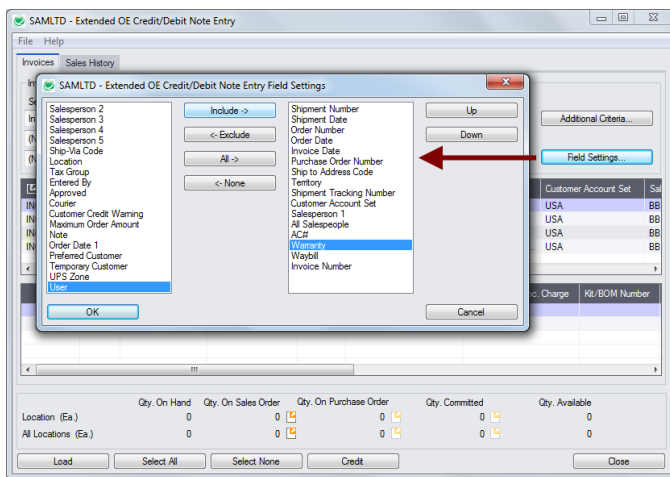 SAMLTD - Extended OE Credit/Debit Note Entry
File Help
Invoices Sales History
SAMLTD - Extended OE Credit/Debit Note Entry Field Settings
Salesperson 2
Salesperson 3
Salesperson 4
Salesperson 5
Ship-Via Code
Location
Tax Group
Entered By
Approved
Courier
Customer Credit Warning
Maximum Order Amount
Note
Order Date 1
Preferred Customer
Temporary Customer
UPS Zone
User
Include ->
<- Exclude
All ->
<- None
Shipment Number
Shipment Date
Order Number
Order Date
Invoice Date
Purchase Order Number
Ship to Address Code
Territory
Shipment Tracking Number
Customer Account Set
Salesperson 1
All Salespeople
AC#
Warranty
Waybill
Invoice Number
Up
Down
OK
Cancel
Additional Criteria...
Field Settings...
Customer Account Set Sal
USA BB
USA BB
USA BB
USA BB
c. Charge Kit/BOM Number
Qty. On Hand Qty. On Sales Order Qty. On Purchase Order Qty. Committed Qty. Available
Location (Ea.) 0 0 0 0 0
All Locations (Ea.) 0 0 0 0 0
Load Select All Select None Credit Close